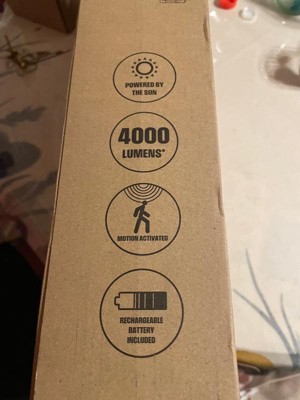 POWERED BY
THE SUN
4000
LUMENS*
MOTION ACTIVATED
RECHARGEABLE
BATTERY
INCLUDED